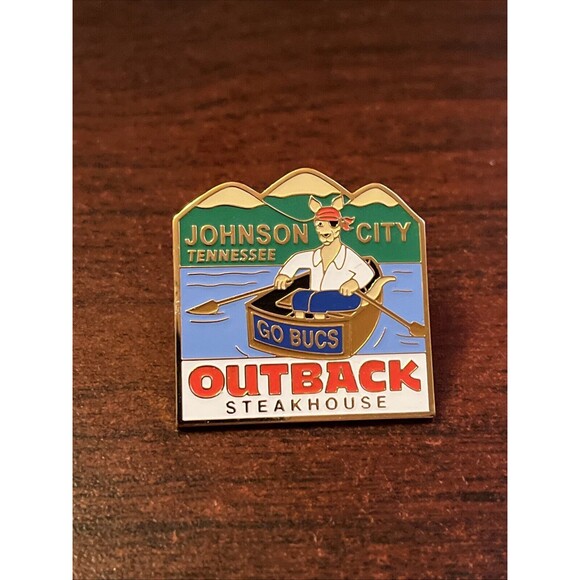 JOHNSON CITY
TENNESSEE
GO BUCS
OUTBACK
STEAKHOUSE